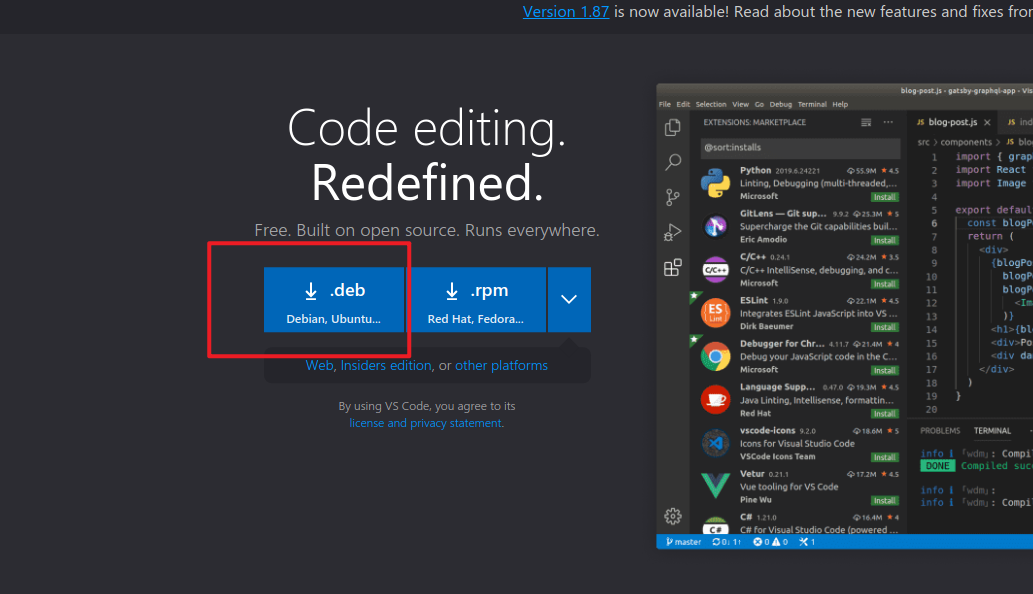 Version 1.87 is now available! Read about the new features and fixes from
Code editing.
Redefined.
Free. Built on open source. Runs everywhere.
.deb
Debian, Ubuntu...
.rpm
Red Hat, Fedora...
Web, Insiders edition, or other platforms
By using VS Code, you agree to its
license and privacy statement.
blog-post.js - gatsby-graphql-app - Vis
File Edit Selection View Go Debug Terminal Help
EXTENSIONS: MARKETPLACE
@sort:installs
Python 2019.6.24221 55.9M ★ 4.5
Linting, Debugging (multi-threaded,...
Microsoft Install
GitLens — Git sup... 9.9.2 23.3M ★ 5
Supercharge the Git capabilities buil...
Eric Amodio Install
C/C++ 0.24.1 24.2M ★ 3.5
C/C++ IntelliSense, debugging, and c...
Microsoft Install
ESLint 1.9.0 22.1M ★ 4.5
Integrates ESLint JavaScript into VS ...
Dirk Baeumer Install
Debugger for Chr... 4.11.7 21.4M ★ 4
Debug your JavaScript code in the C...
Microsoft Install
Language Supp... 0.47.0 19.3M ★ 4.5
Java Linting, Intellisense, formattin...
Red Hat Install
vscode-icons 9.2.0 18.6M ★ 5
Icons for Visual Studio Code
VSCode Icons Team Install
Vetur 0.21.1 17.2M ★ 4.5
Vue tooling for VS Code
Pine Wu Install
C# 1.21.0 16.4M ★ 4
C# for Visual Studio Code (powered ...
JS blog-post.js × JS ind
src > components > JS blo
1 import { grap
2 import React
3 import Image
4
5 export defaul
6 const blogPo
7 return (
8 <div>
9 {blogPo
10 blogPo
11 blogPo
12 <Im
13 )}
14 <h1>{blo
15 <div>Po
16 <div da
17 </div>
18 )
19 }
20
PROBLEMS TERMINAL
info i ｢wdm｣: Compil
DONE Compiled succ
info i ｢wdm｣:
info i ｢wdm｣: Compil
master 0↓ 1↑ 0 0 1